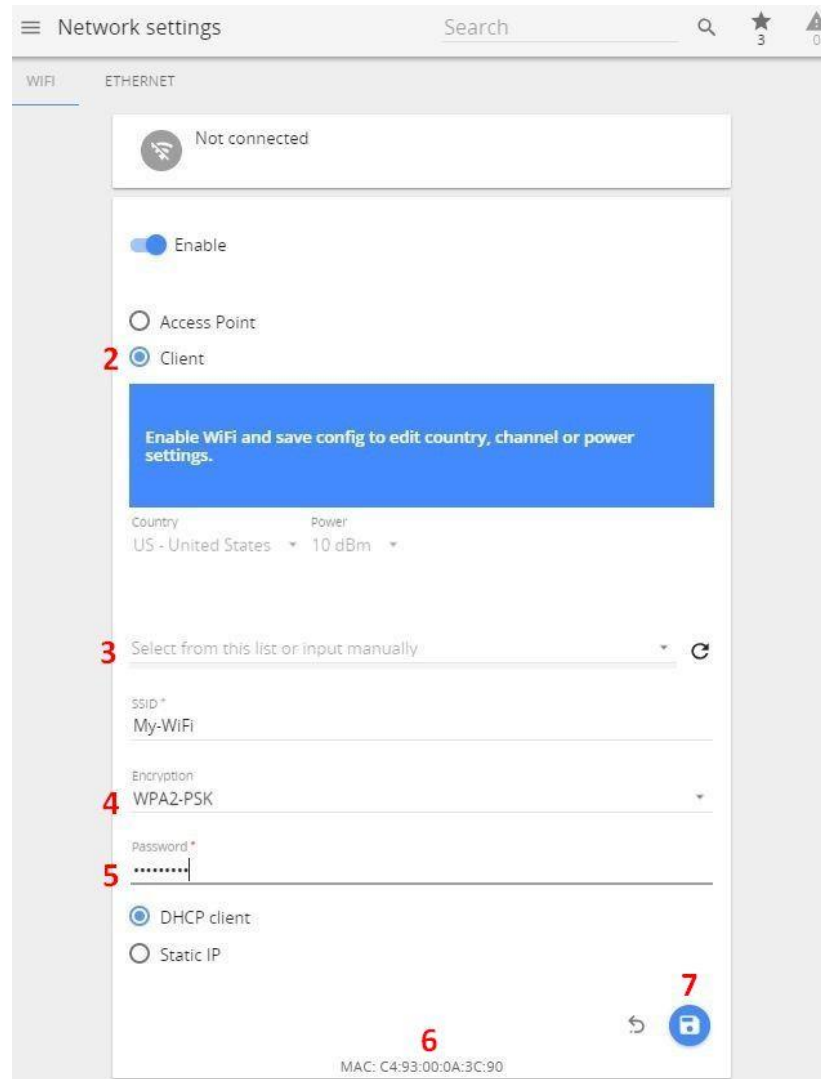 Network settings
Search
3
0
WIFI
ETHERNET
Not connected
Enable
Access Point
2
Client
Enable WiFi and save config to edit country, channel or power
settings.
Country
Power
US - United States
10 dBm
3
Select from this list or input manually
SSID *
My-WiFi
Encryption
4
WPA2-PSK
Password *
5
•••••••••
DHCP client
Static IP
7
6
MAC: C4:93:00:0A:3C:90